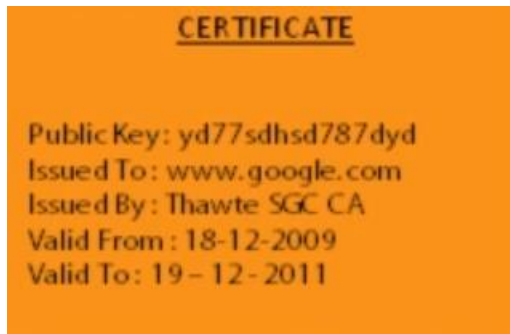 CERTIFICATE
Public Key : yd77sdhsd787dyd
Issued To : www.google.com
Issued By : Thawte SGC CA
Valid From : 18-12-2009
Valid To : 19 – 12 - 2011